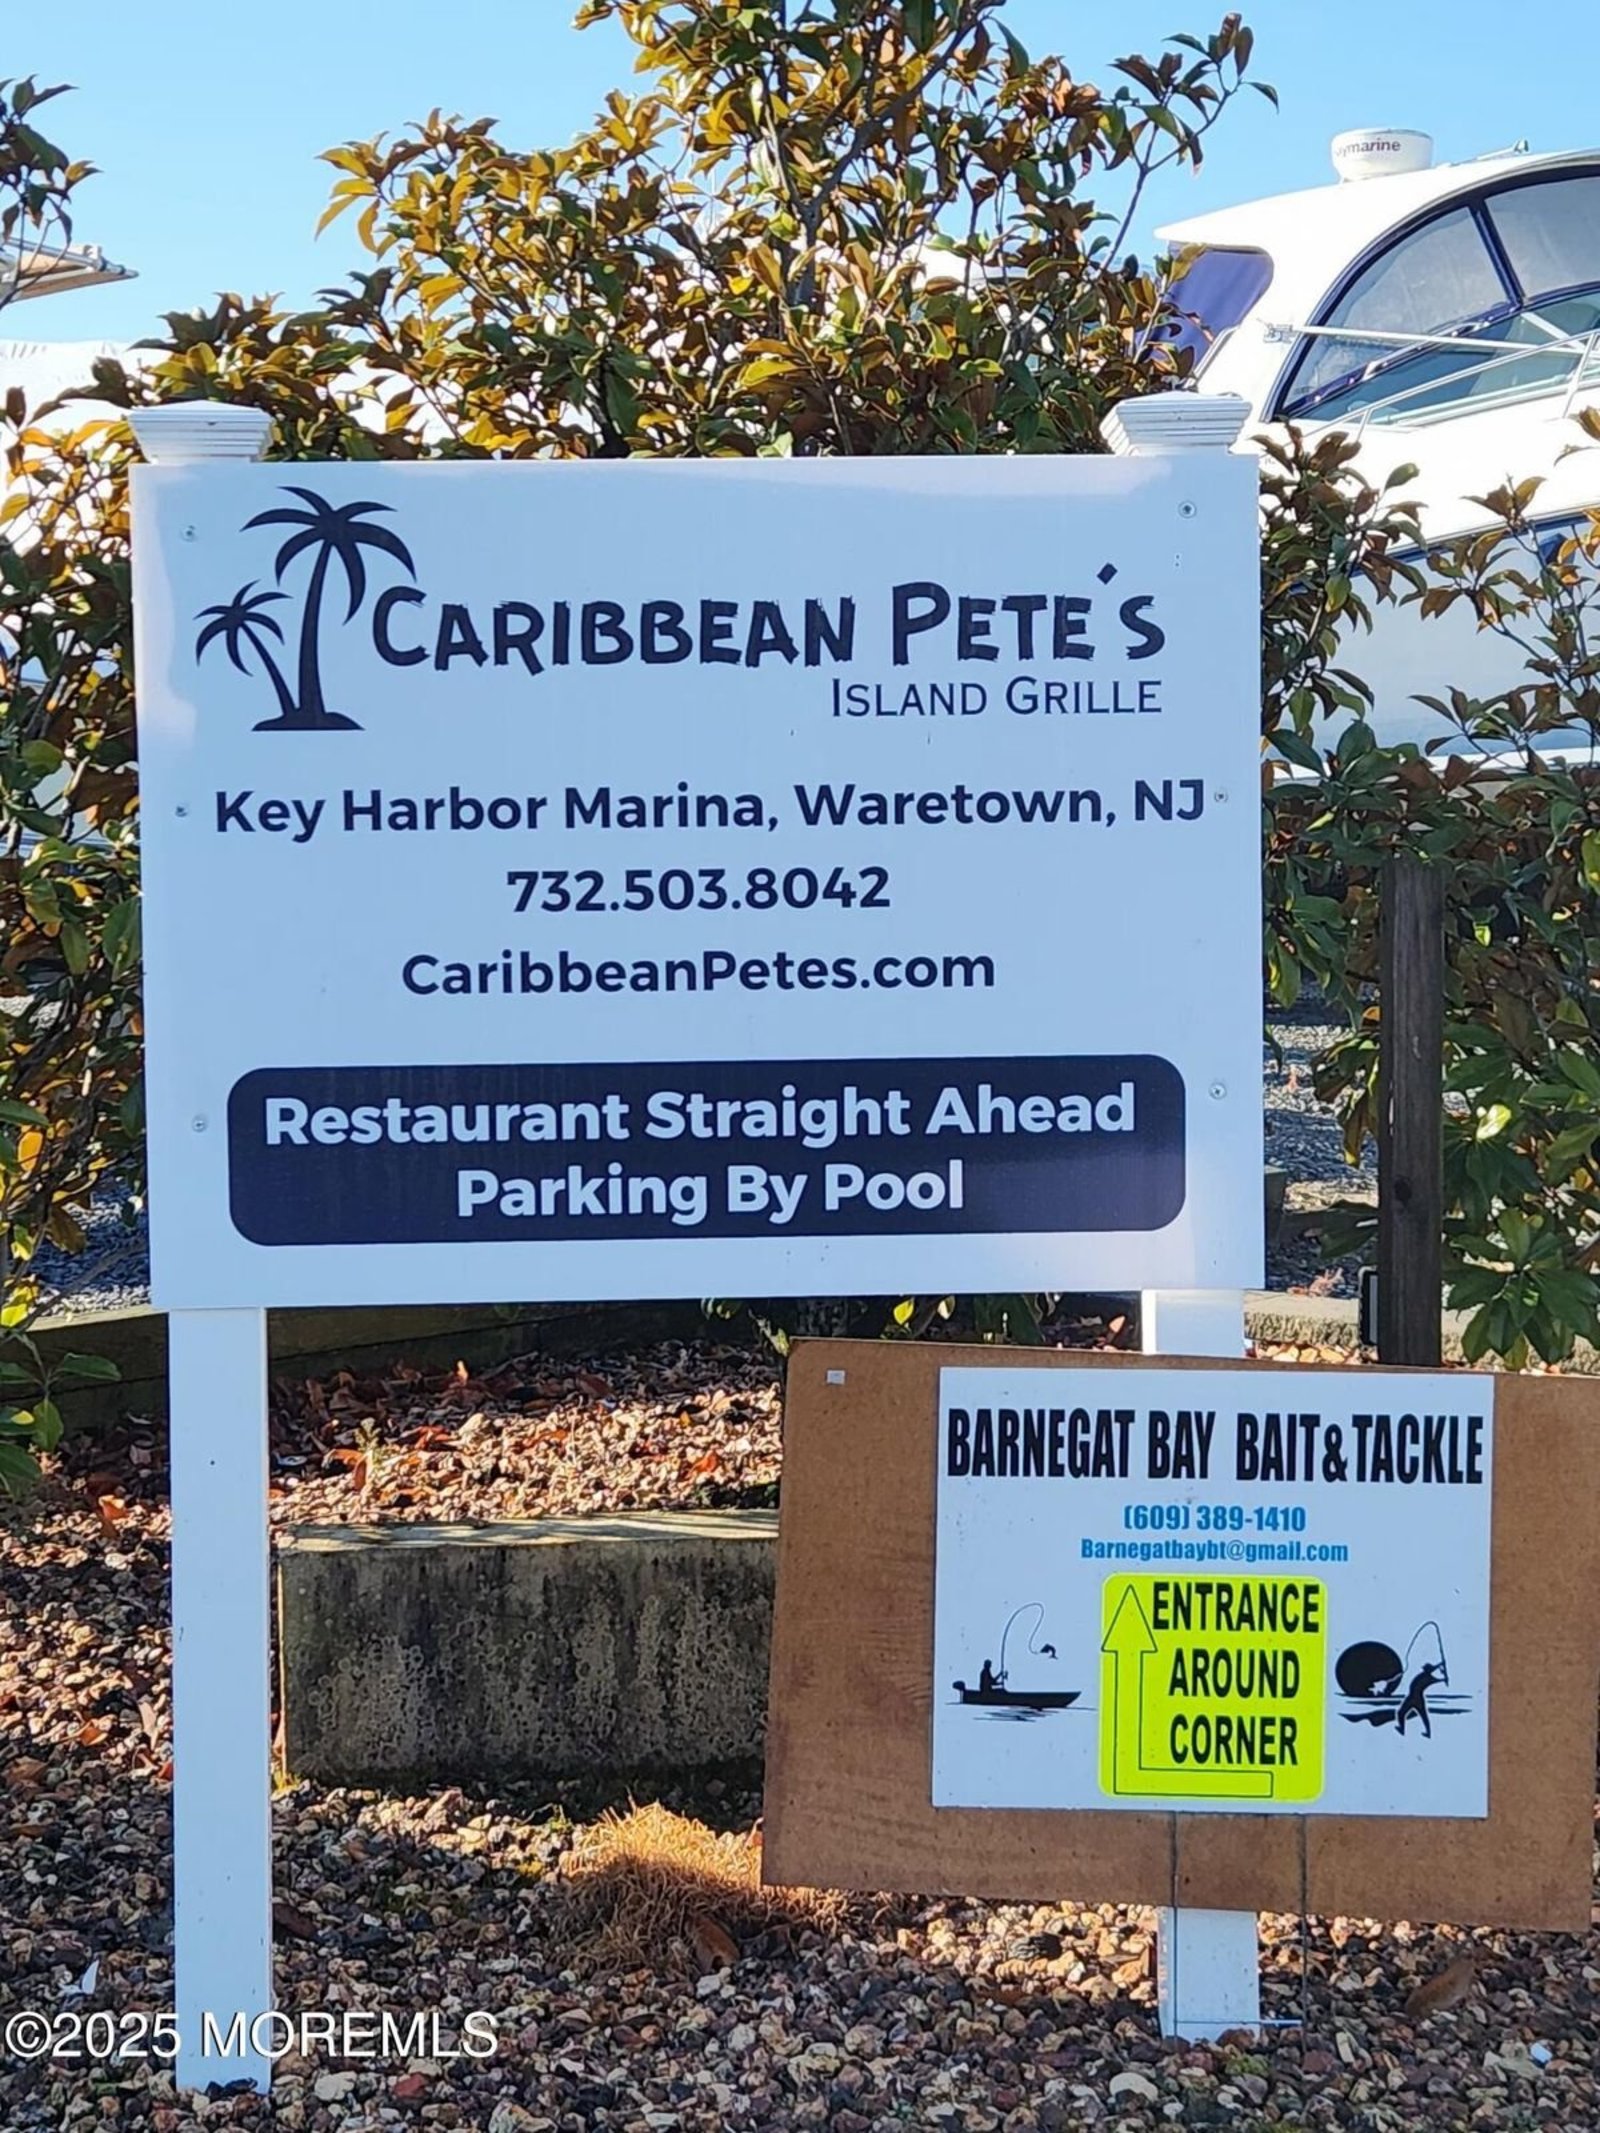 CARIBBEAN PETE'S
ISLAND GRILLE
Key Harbor Marina, Waretown, NJ
732.503.8042
CaribbeanPetes.com
Restaurant Straight Ahead
Parking By Pool
BARNEGAT BAY BAIT&TACKLE
(609) 389-1410
Barnegatbaybt@gmail.com
ENTRANCE
AROUND
CORNER
©2025 MOREMLS